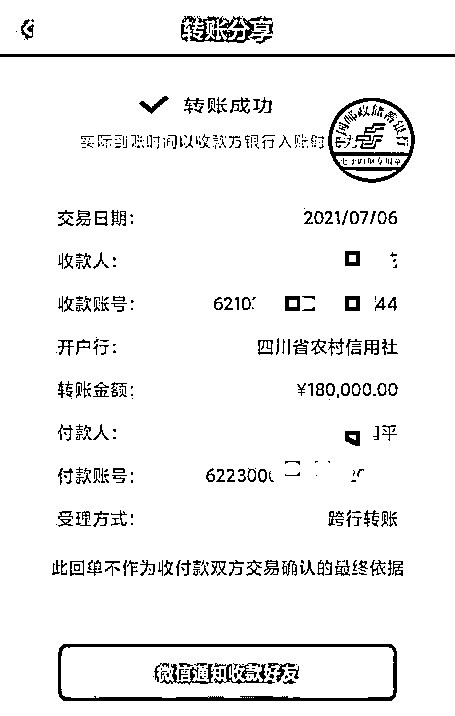 转账分享
转账成功
实际到账时间以收款方银行入账时
中国邮政储蓄银行
交易日期： 2021/07/06
收款人：
收款账号： 6210 44
开户行： 四川省农村信用社
转账金额： ¥180,000.00
付款人： 平
付款账号： 622300
受理方式： 跨行转账
此回单不作为收付款双方交易确认的最终依据
微信通知收款好友